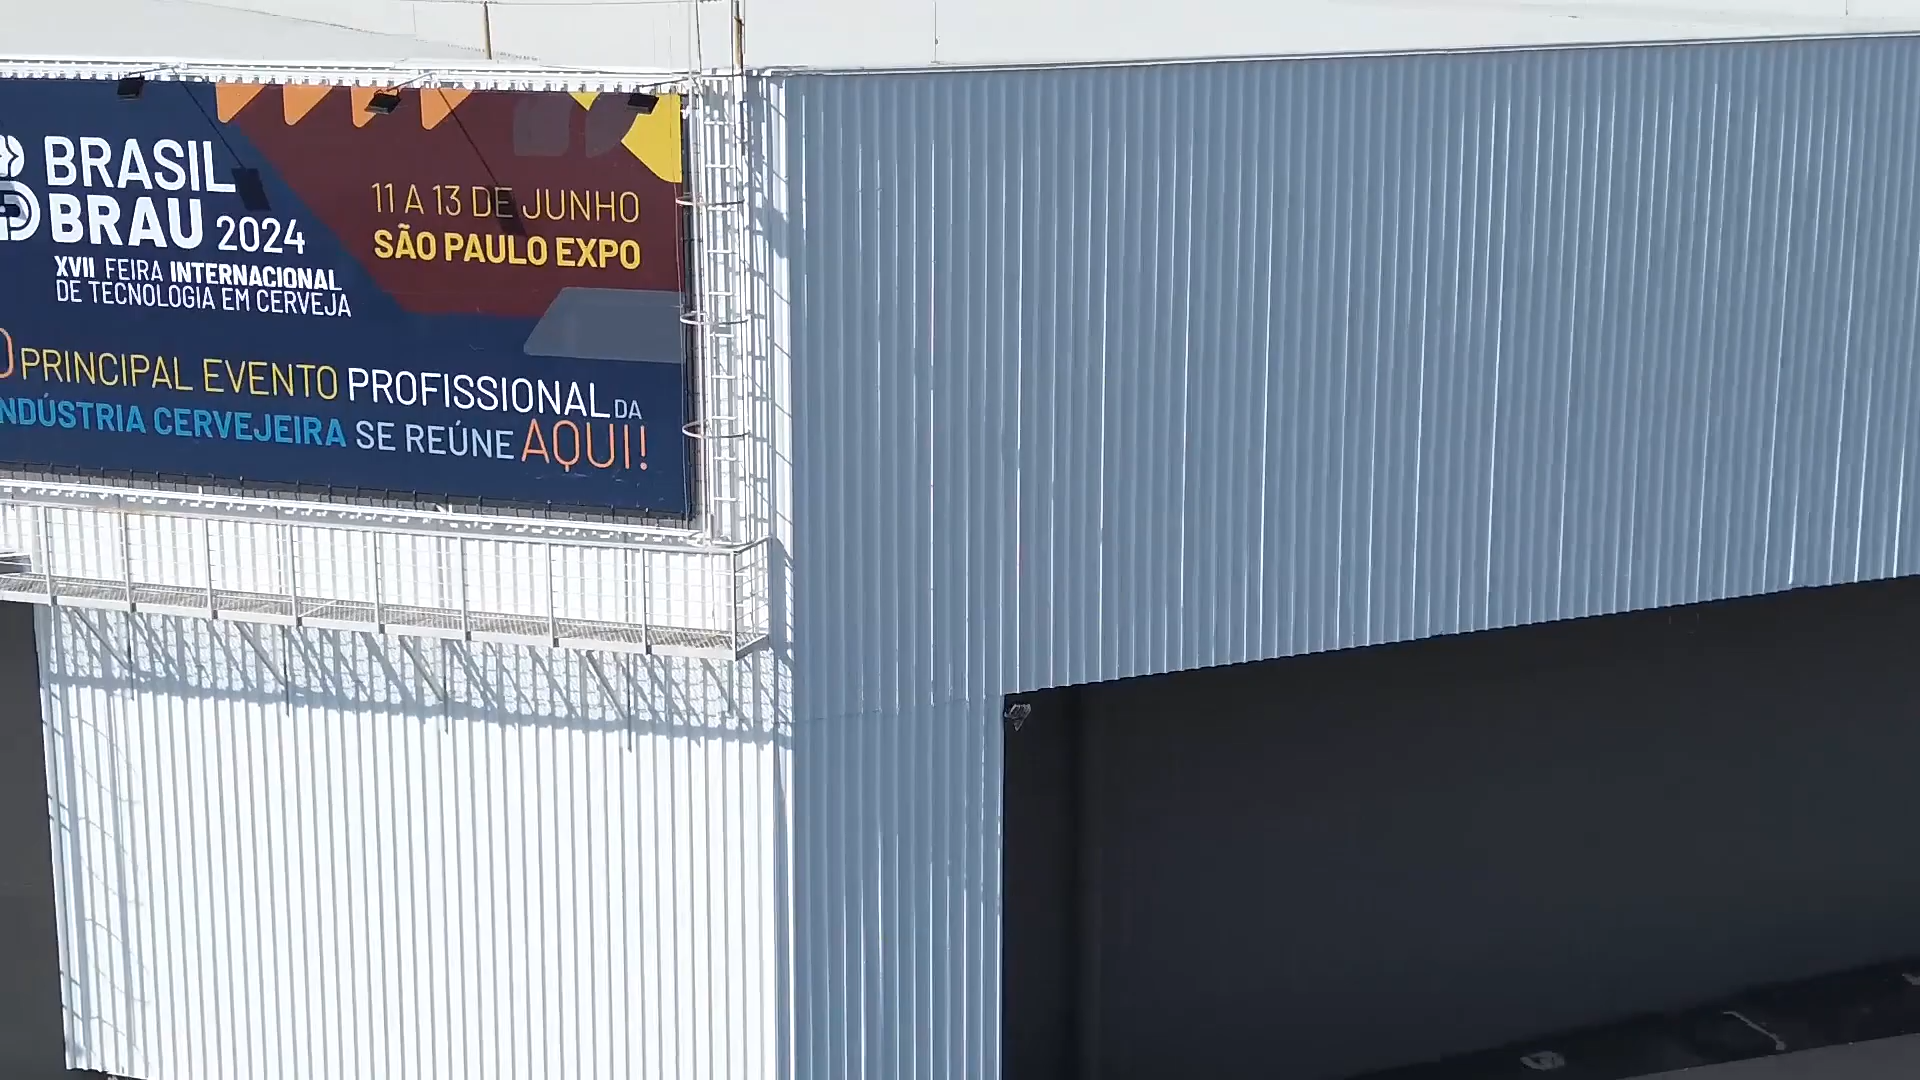 BRASIL
BRAU 2024
XVII FEIRA INTERNACIONAL
DE TECNOLOGIA EM CERVEJA
11 A 13 DE JUNHO
SÃO PAULO EXPO
O PRINCIPAL EVENTO PROFISSIONAL DA
INDÚSTRIA CERVEJEIRA SE REÚNE AQUI!